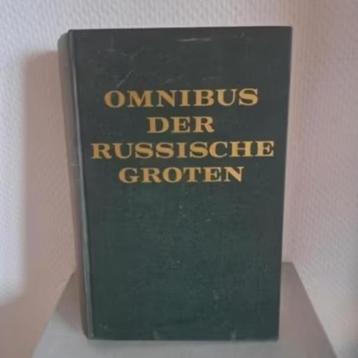 OMNIBUS
DER
RUSSISCHE
GROTEN